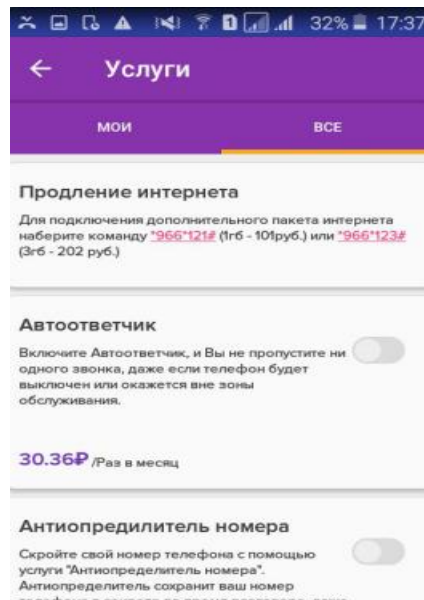 32% 17:37
Услуги
МОИ ВСЕ
Продление интернета
Для подключения дополнительного пакета интернета
наберите команду *966*121# (1гб - 101руб.) или *966*123#
(3гб - 202 руб.)
Автоответчик
Включите Автоответчик, и Вы не пропустите ни
одного звонка, даже если телефон будет
выключен или окажется вне зоны
обслуживания.
30.36₽ /Раз в месяц
Антиопредилитель номера
Скройте свой номер телефона с помощью
услуги "Антиопределитель номера".
Антиопределитель сохранит ваш номер